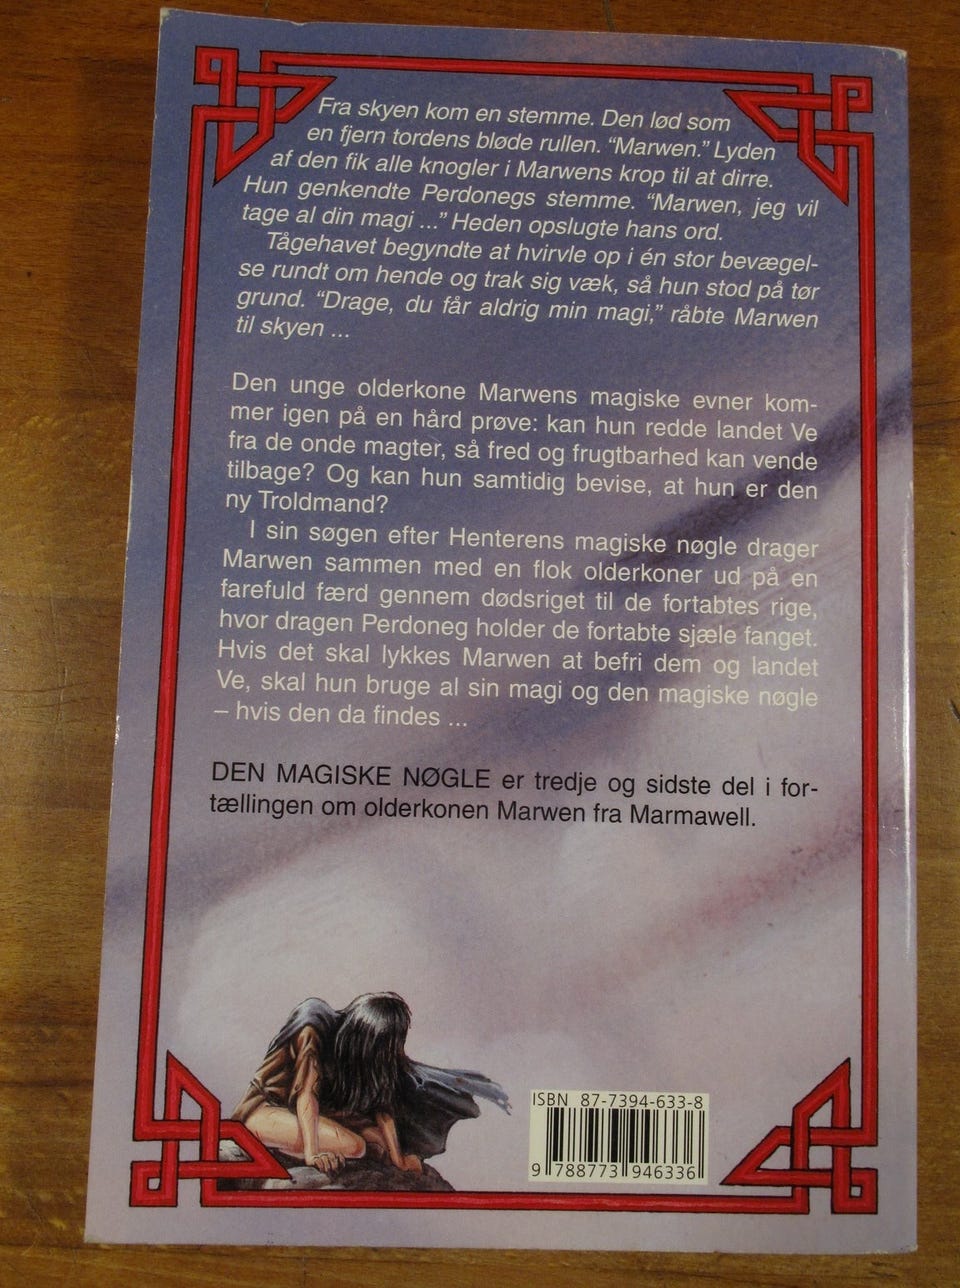 Fra skyen kom en stemme. Den lød som
en fjern tordens bløde rullen. “Marwen.” Lyden
af den fik alle knogler i Marwens krop til at dirre.
Hun genkendte Perdonegs stemme. “Marwen, jeg vil
tage al din magi ...” Heden opslugte hans ord.
Tågehavet begyndte at hvirvle op i én stor bevægel-
se rundt om hende og trak sig væk, så hun stod på tør
grund. “Drage, du får aldrig min magi,” råbte Marwen
til skyen ...
Den unge olderkone Marwens magiske evner kom-
mer igen på en hård prøve: kan hun redde landet Ve
fra de onde magter, så fred og frugtbarhed kan vende
tilbage? Og kan hun samtidig bevise, at hun er den
ny Troldmand?
I sin søgen efter Henterens magiske nøgle drager
Marwen sammen med en flok olderkoner ud på en
farefuld færd gennem dødsriget til de fortabtes rige,
hvor dragen Perdoneg holder de fortabte sjæle fanget.
Hvis det skal lykkes Marwen at befri dem og landet
Ve, skal hun bruge al sin magi og den magiske nøgle
– hvis den da findes ...
DEN MAGISKE NØGLE er tredje og sidste del i for-
tællingen om olderkonen Marwen fra Marmawell.
ISBN 87-7394-633-8
9 788773 946336